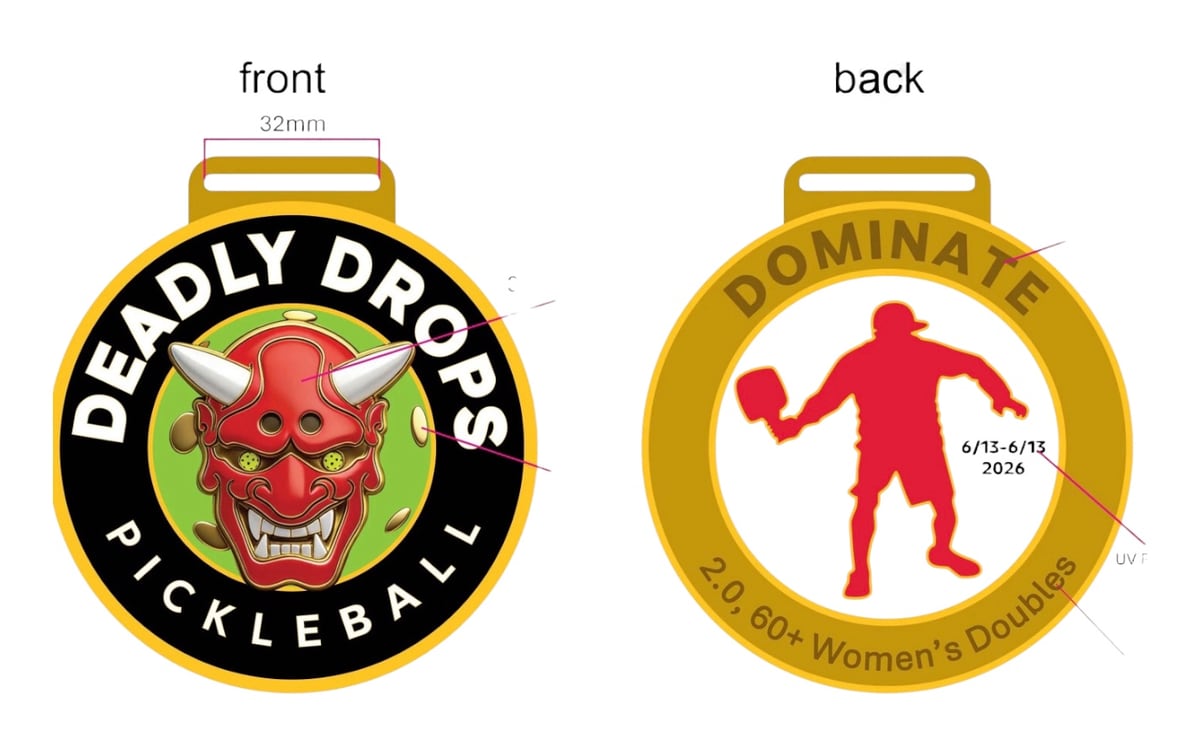 front
back
32mm
DEADLY DROPS
PICKLEBALL
DOMINATE
6/13-6/13
2026
UV
2.0, 60+ Women's Doubles